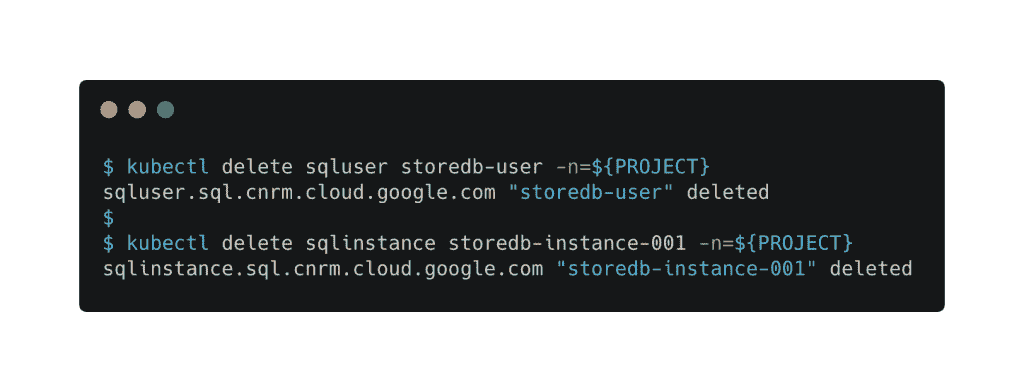 $ kubectl delete sqluser storedb-user -n=${PROJECT}
sqluser.sql.cnrm.cloud.google.com "storedb-user" deleted
$
$ kubectl delete sqlinstance storedb-instance-001 -n=${PROJECT}
sqlinstance.sql.cnrm.cloud.google.com "storedb-instance-001" deleted